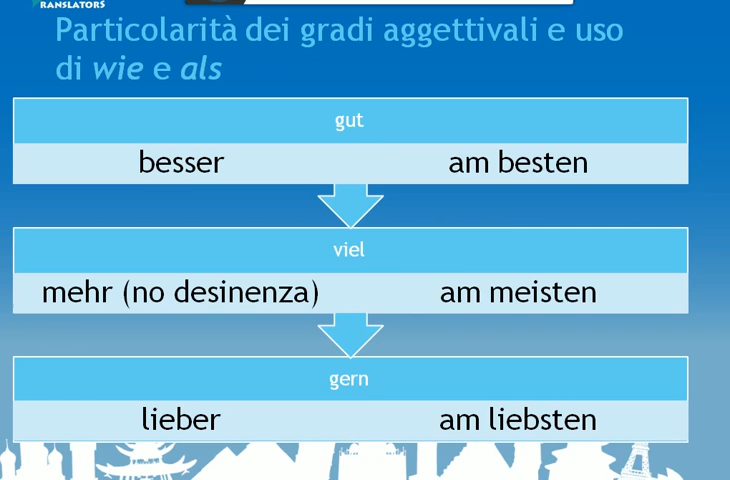 TRANSLATORS
Particolarità dei gradi aggettivali e uso
di wie e als
gut
besser am besten
viel
mehr (no desinenza) am meisten
gern
lieber am liebsten